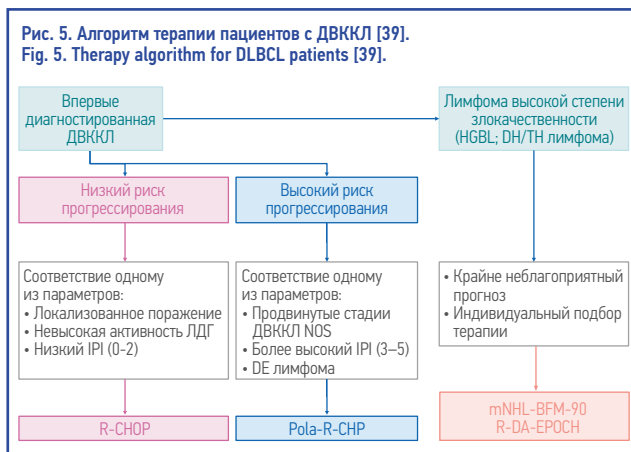 Рис. 5. Алгоритм терапии пациентов с ДВККЛ [39].
Fig. 5. Therapy algorithm for DLBCL patients [39].
Впервые
диагностированная
ДВККЛ
Лимфома высокой степени
злокачественности
(HGBL; DH/TH лимфома)
Низкий риск
прогрессирования
Высокий риск
прогрессирования
Соответствие одному
из параметров:
• Локализованное поражение
• Невысокая активность ЛДГ
• Низкий IPI (0-2)
Соответствие одному
из параметров:
• Продвинутые стадии
ДВККЛ NOS
• Более высокий IPI (3–5)
• DE лимфома
• Крайне неблагоприятный
прогноз
• Индивидуальный подбор
терапии
R-CHOP
Pola-R-CHP
mNHL-BFM-90
R-DA-EPOCH